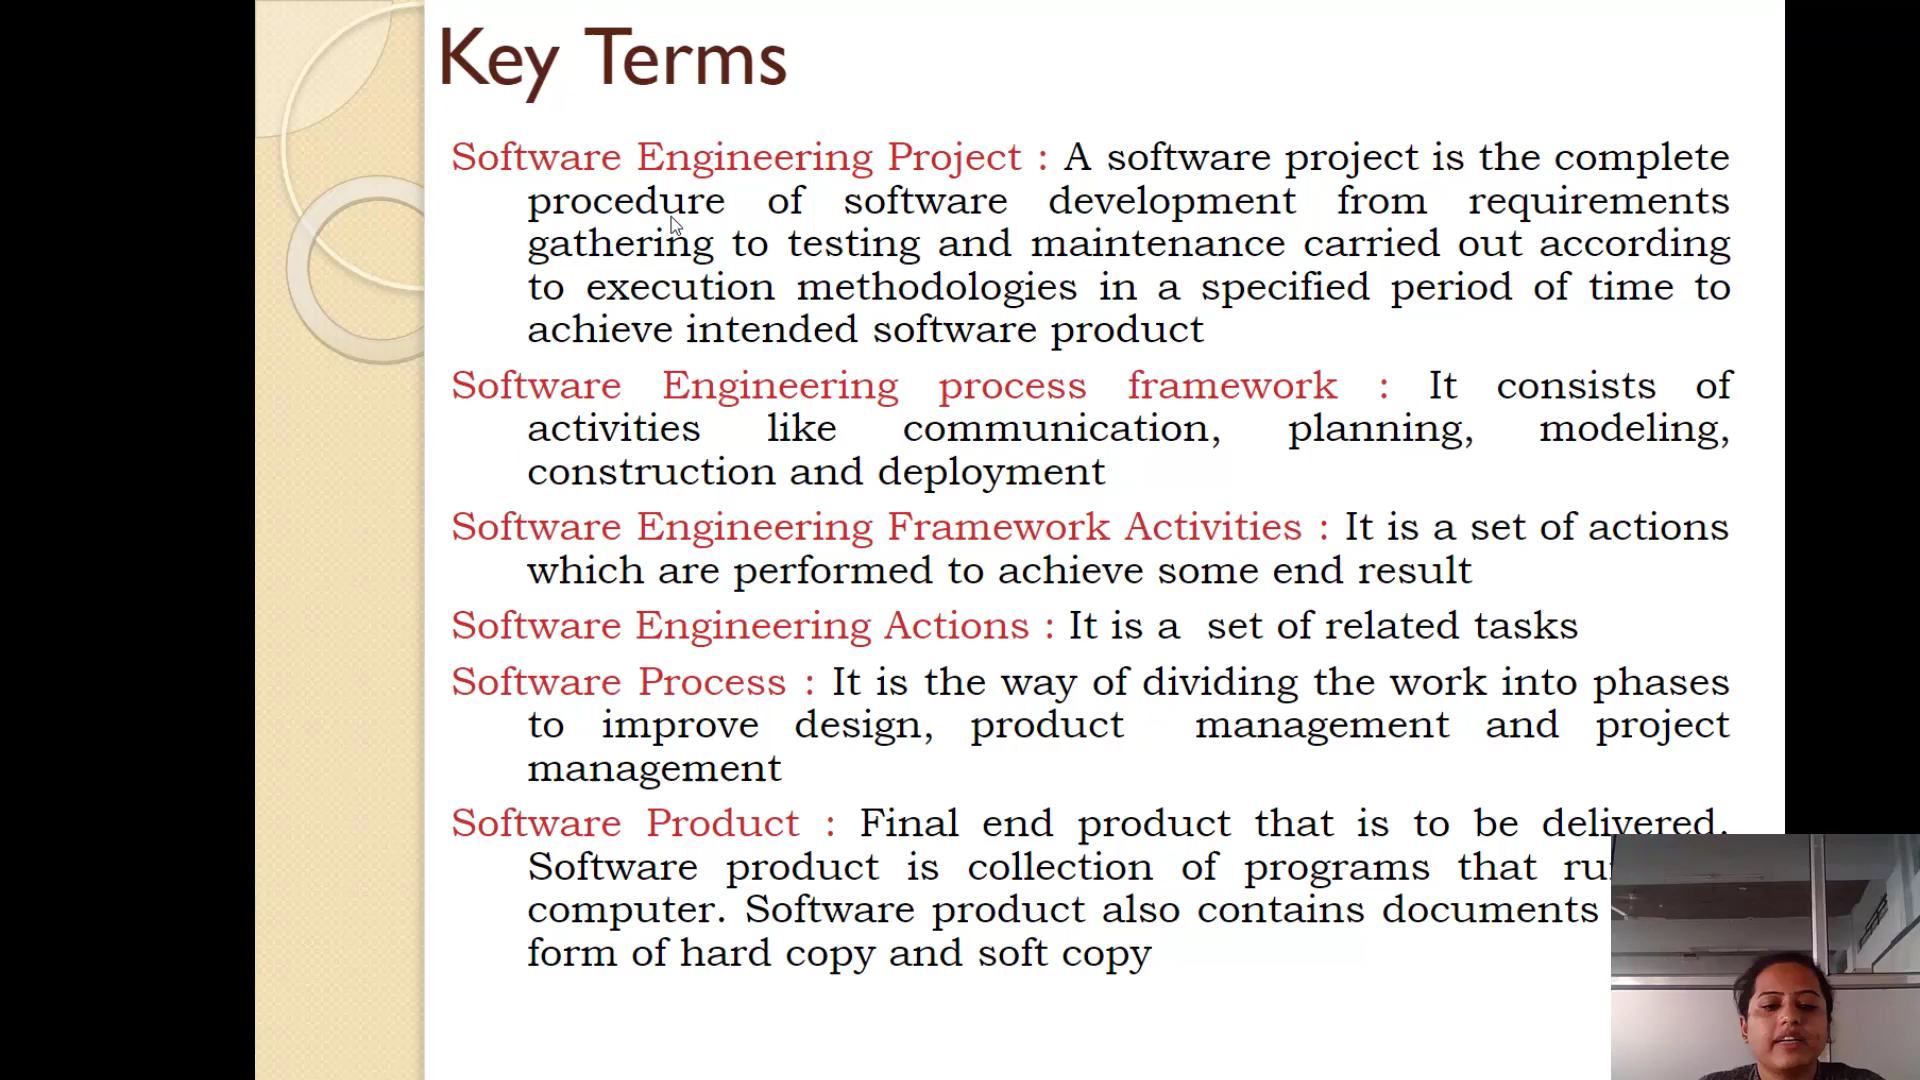 Key Terms
Software Engineering Project : A software project is the complete
procedure of software development from requirements
gathering to testing and maintenance carried out according
to execution methodologies in a specified period of time to
achieve intended software product
Software Engineering process framework : It consists of
activities like communication, planning, modeling,
construction and deployment
Software Engineering Framework Activities : It is a set of actions
which are performed to achieve some end result
Software Engineering Actions : It is a set of related tasks
Software Process : It is the way of dividing the work into phases
to improve design, product management and project
management
Software Product : Final end product that is to be delivered.
Software product is collection of programs that
computer. Software product also contains documents
form of hard copy and soft copy